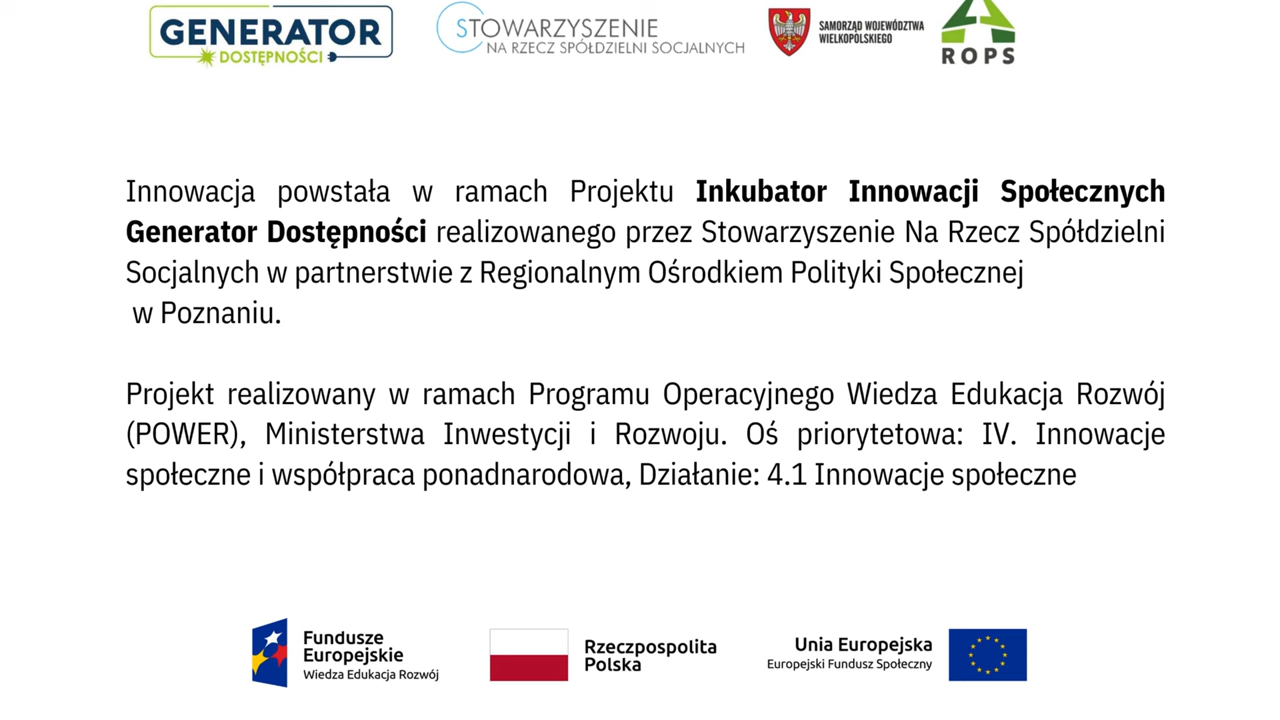 GENERATOR
DOSTĘPNOŚCI
STOWARZYSZENIE
NA RZECZ SPÓŁDZIELNI SOCJALNYCH
SAMORZĄD WOJEWÓDZTWA
WIELKOPOLSKIEGO
ROPS
Innowacja powstała w ramach Projektu Inkubator Innowacji Społecznych
Generator Dostępności realizowanego przez Stowarzyszenie Na Rzecz Spółdzielni
Socjalnych w partnerstwie z Regionalnym Ośrodkiem Polityki Społecznej
w Poznaniu.
Projekt realizowany w ramach Programu Operacyjnego Wiedza Edukacja Rozwój
(POWER), Ministerstwa Inwestycji i Rozwoju. Oś priorytetowa: IV. Innowacje
społeczne i współpraca ponadnarodowa, Działanie: 4.1 Innowacje społeczne
Fundusze
Europejskie
Wiedza Edukacja Rozwój
Rzeczpospolita
Polska
Unia Europejska
Europejski Fundusz Społeczny